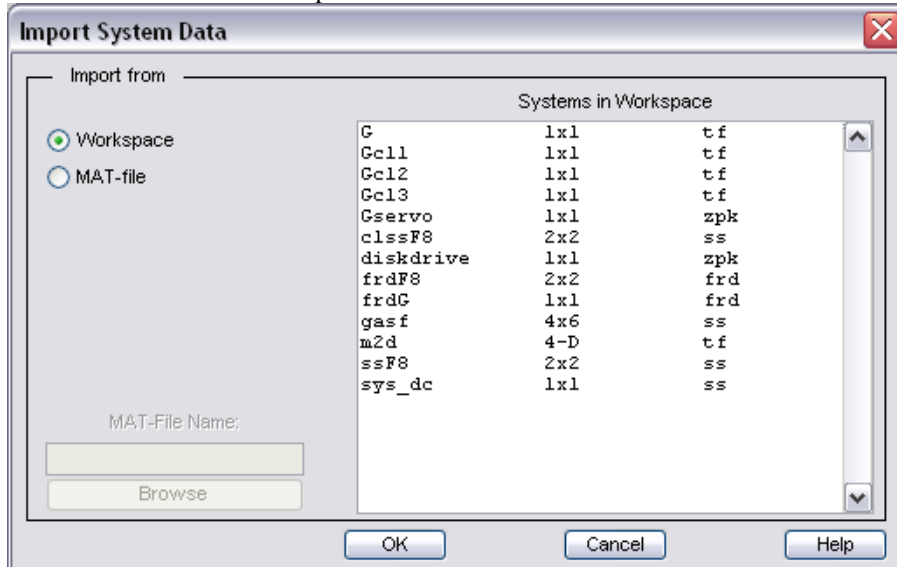 Import System Data
Import from
Systems in Workspace
Workspace
MAT-file
G 1x1 tf
Gcl1 1x1 tf
Gcl2 1x1 tf
Gcl3 1x1 tf
Gservo 1x1 zpk
clssF8 2x2 ss
diskdrive 1x1 zpk
frdF8 2x2 frd
frdG 1x1 frd
gasf 4x6 ss
m2d 4-D tf
ssF8 2x2 ss
sys_dc 1x1 ss
MAT-File Name:
Browse
OK Cancel Help